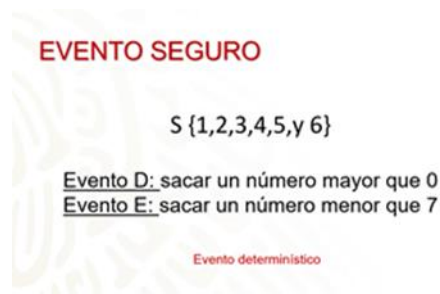 EVENTO SEGURO
S {1,2,3,4,5,y 6}
Evento D: sacar un número mayor que 0
Evento E: sacar un número menor que 7
Evento determinístico